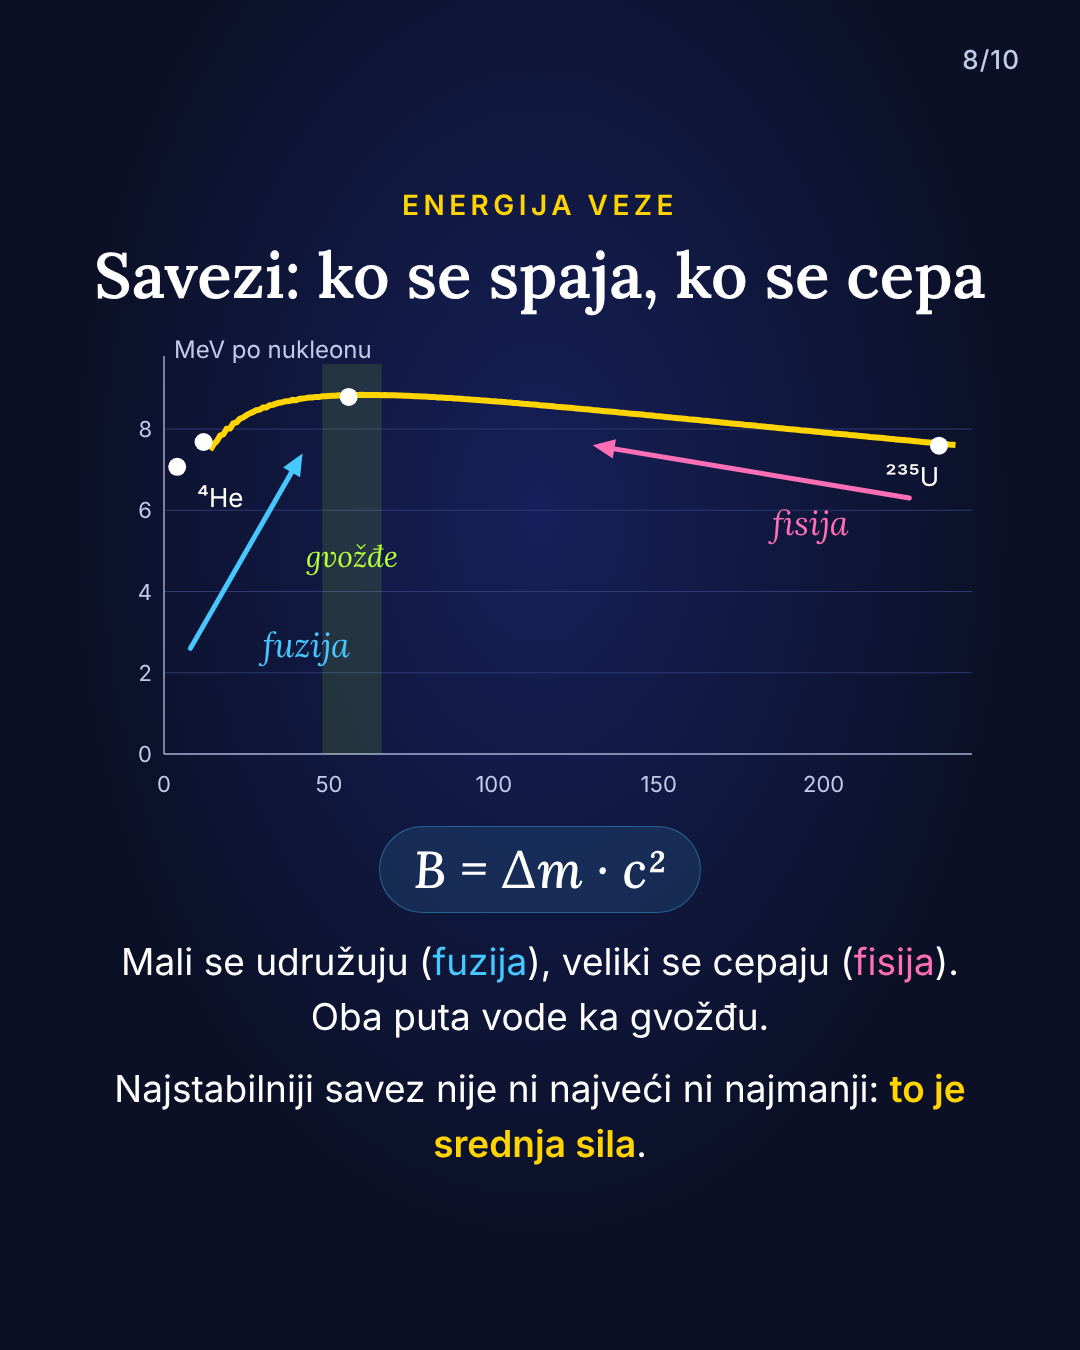 8/10
ENERGIJA VEZE
Savezi: ko se spaja, ko se cepa
MeV po nukleonu
8
6
4
2
0
⁴He
²³⁵U
fisija
gvožđe
fuzija
0 50 100 150 200
B = Δm · c²
Mali se udružuju (fuzija), veliki se cepaju (fisija).
Oba puta vode ka gvožđu.
Najstabilniji savez nije ni najveći ni najmanji: to je
srednja sila.